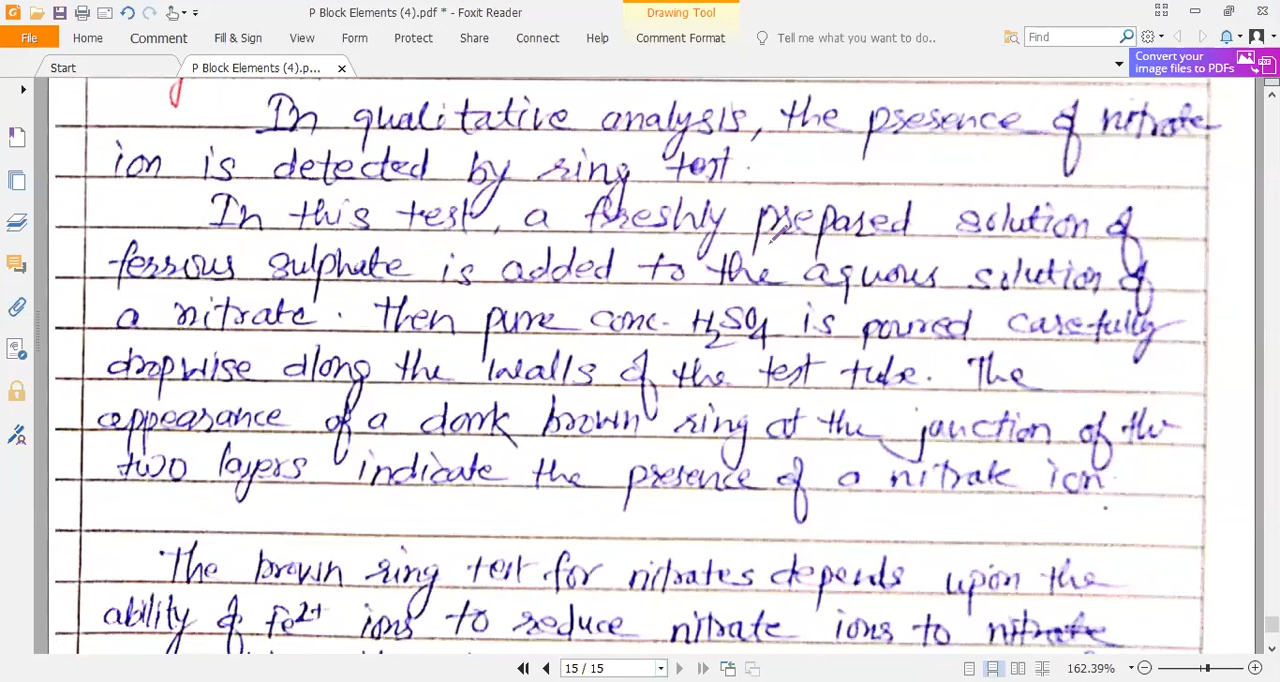 P Block Elements (4).pdf * - Foxit Reader
Drawing Tool
File Home Comment Fill & Sign View Form Protect Share Connect Help Comment Format Tell me what you want to do.. Find
Start P Block Elements (4).p... Convert your
image files to PDFs
In qualitative analysis, the presence of nitrate
ion is detected by ring test.
In this test, a freshly prepared solution of
ferrous sulphate is added to the aquous solution of
a nitrate. Then pure conc. H2SO4 is poured carefully
dropwise along the walls of the test tube. The
appearance of a dark brown ring at the junction of the
two layers indicate the presence of a nitrate ion.
The brown ring test for nitrates depends upon the
ability of Fe2+ ions to reduce nitrate ions to
15 / 15 162.39%